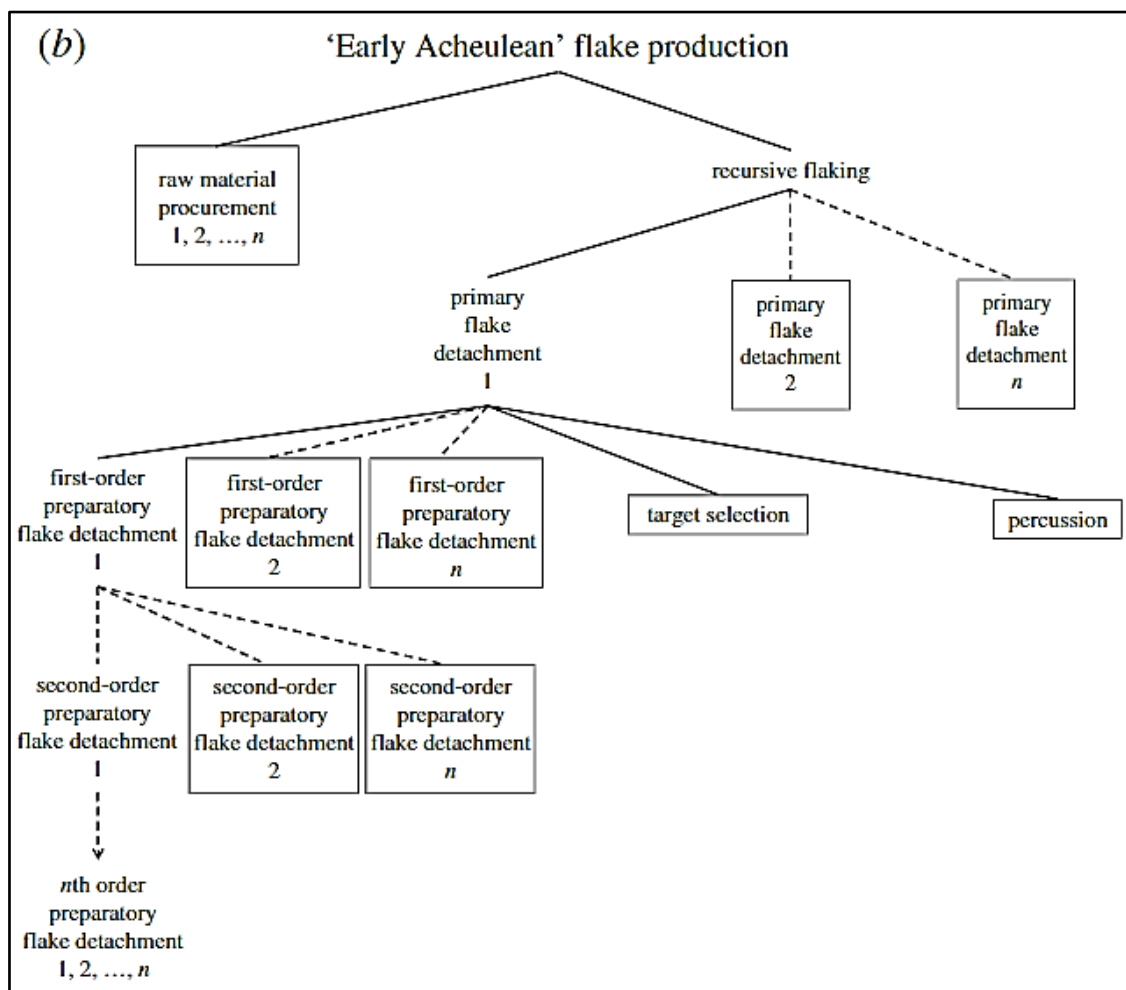 (b)
‘Early Acheulean’ flake production
raw material
procurement
1, 2, ..., n
recursive flaking
primary
flake
detachment
1
primary
flake
detachment
2
primary
flake
detachment
n
first-order
preparatory
flake detachment
1
first-order
preparatory
flake detachment
2
first-order
preparatory
flake detachment
n
target selection
percussion
second-order
preparatory
flake detachment
1
second-order
preparatory
flake detachment
2
second-order
preparatory
flake detachment
n
nth order
preparatory
flake detachment
1, 2, ..., n